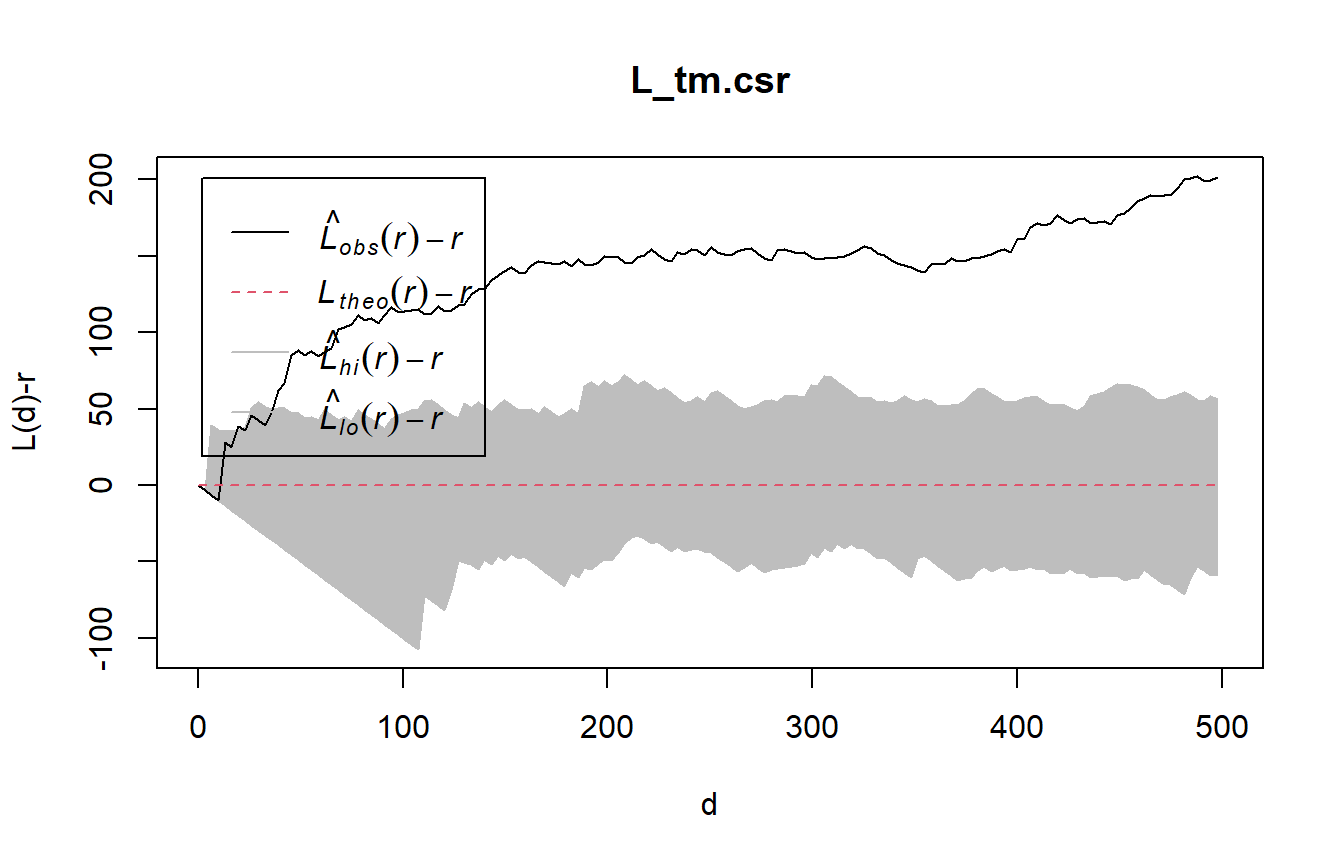 L_tm.csr
L(d)-r
200
100
50
0
-100
L̂obs(r) − r
Ltheo(r) − r
L̂hi(r) − r
L̂lo(r) − r
0 100 200 300 400 500
d